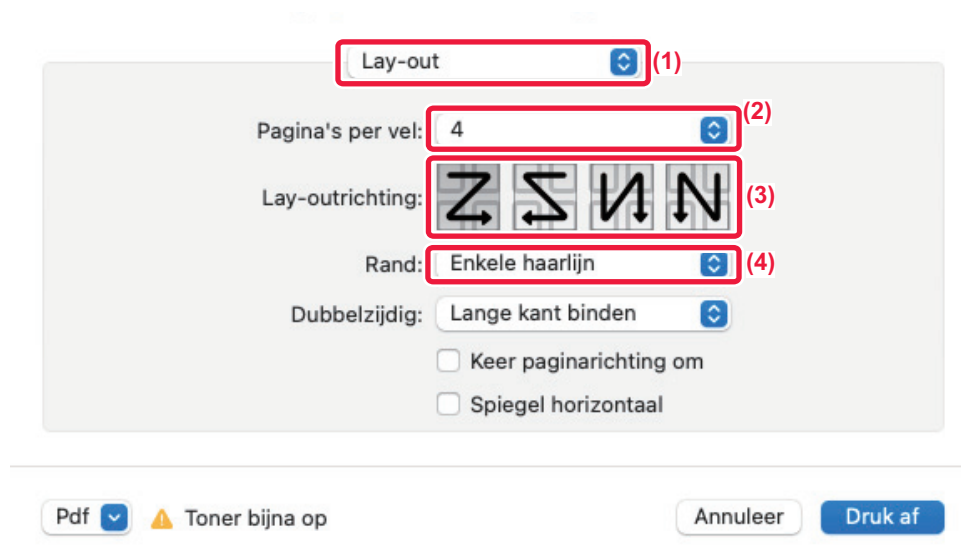 Lay-out (1)
Pagina's per vel: 4 (2)
Lay-outrichting: (3)
Rand: Enkele haarlijn (4)
Dubbelzijdig: Lange kant binden
Keer paginarichting om
Spiegel horizontaal
Pdf Toner bijna op Annuleer Druk af